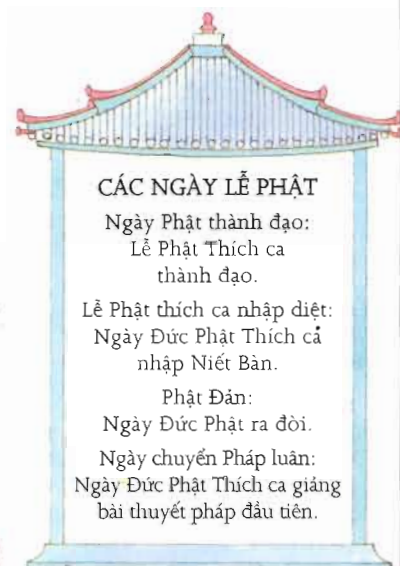 CÁC NGÀY LỄ PHẬT
Ngày Phật thành đạo:
Lễ Phật Thích ca
thành đạo.
Lễ Phật thích ca nhập diệt:
Ngày Đức Phật Thích cả
nhập Niết Bàn.
Phật Đản:
Ngày Đức Phật ra đòi.
Ngày chuyển Pháp luân:
Ngày Đức Phật Thích ca giảng
bài thuyết pháp đầu tiên.